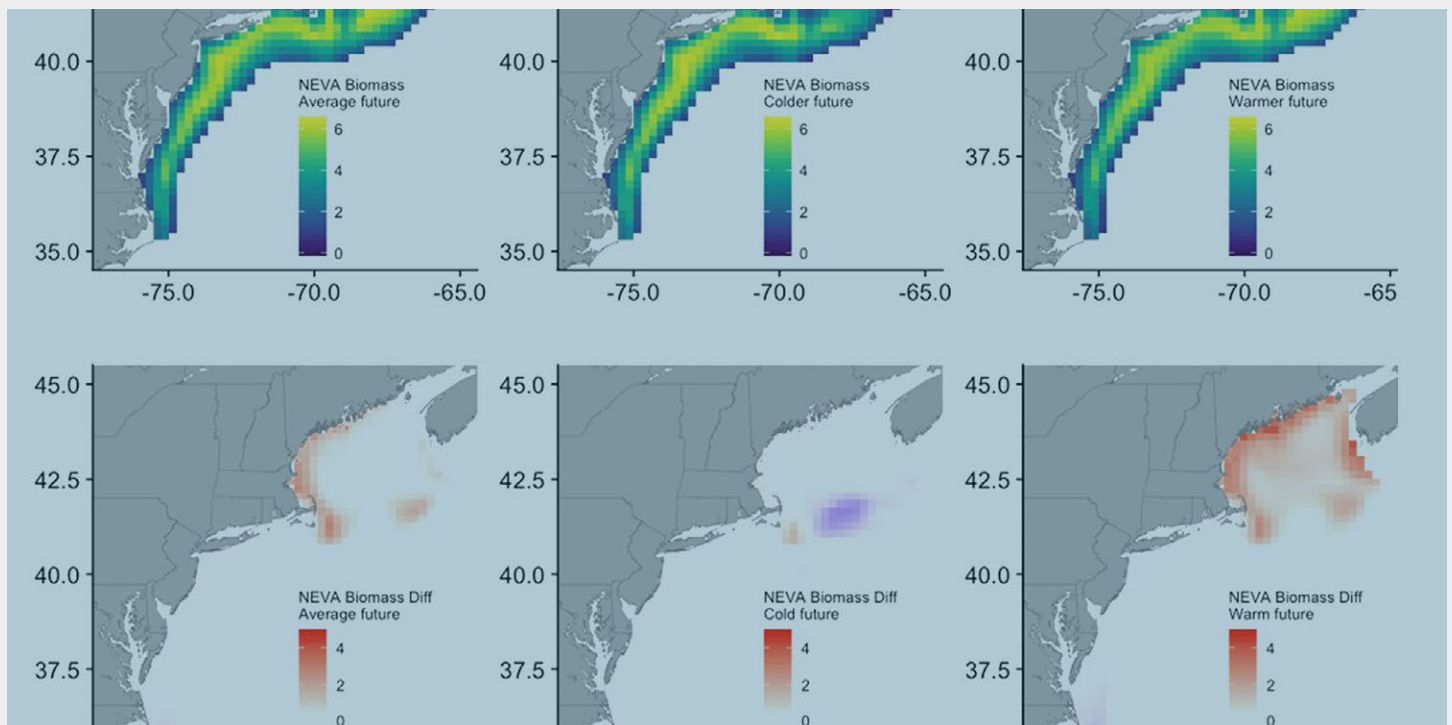 40.0
37.5
35.0
NEVA Biomass
Average future
6
4
2
0
-75.0 -70.0 -65.0
40.0
37.5
35.0
NEVA Biomass
Colder future
6
4
2
0
-75.0 -70.0 -65.0
40.0
37.5
35.0
NEVA Biomass
Warmer future
6
4
2
0
-75.0 -70.0 -65
45.0
42.5
40.0
37.5
NEVA Biomass Diff
Average future
4
2
0
45.0
42.5
40.0
37.5
NEVA Biomass Diff
Cold future
4
2
0
45.0
42.5
40.0
37.5
NEVA Biomass Diff
Warm future
4
2
0